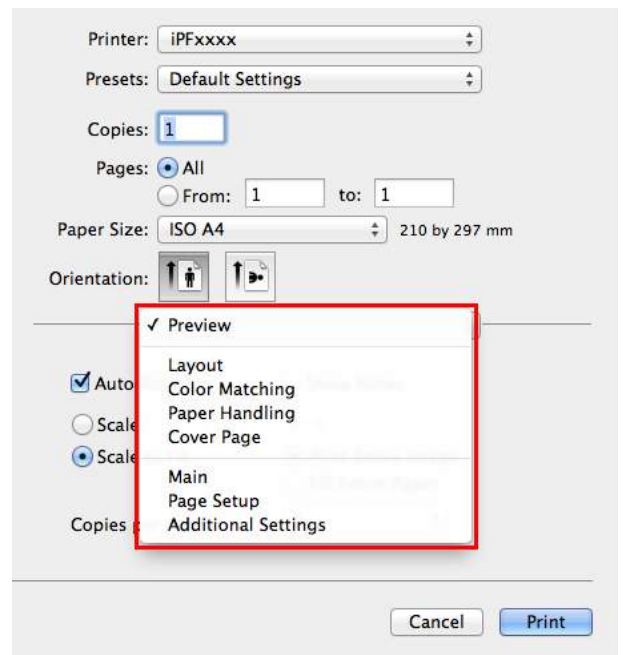 Printer: iPFxxxx
Presets: Default Settings
Copies: 1
Pages: All
From: 1 to: 1
Paper Size: ISO A4 210 by 297 mm
Orientation:
✓ Preview
Layout
Auto
Color Matching
Paper Handling
Scale
Cover Page
Scale
Main
Page Setup
Copies
Additional Settings
Cancel Print